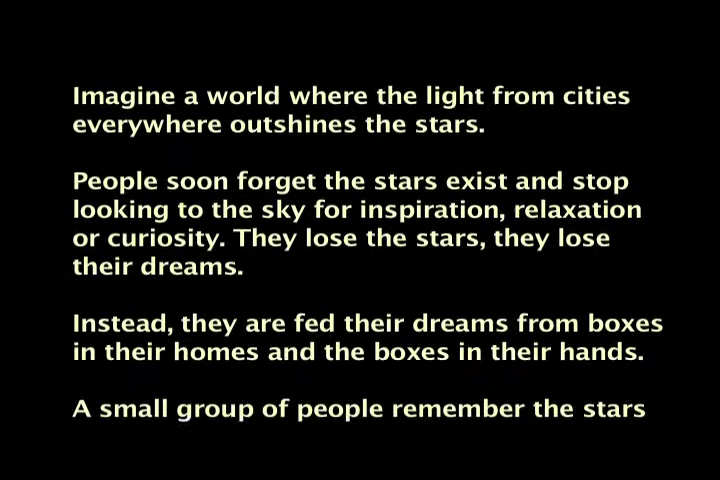 Imagine a world where the light from cities
everywhere outshines the stars.
People soon forget the stars exist and stop
looking to the sky for inspiration, relaxation
or curiosity. They lose the stars, they lose
their dreams.
Instead, they are fed their dreams from boxes
in their homes and the boxes in their hands.
A small group of people remember the stars